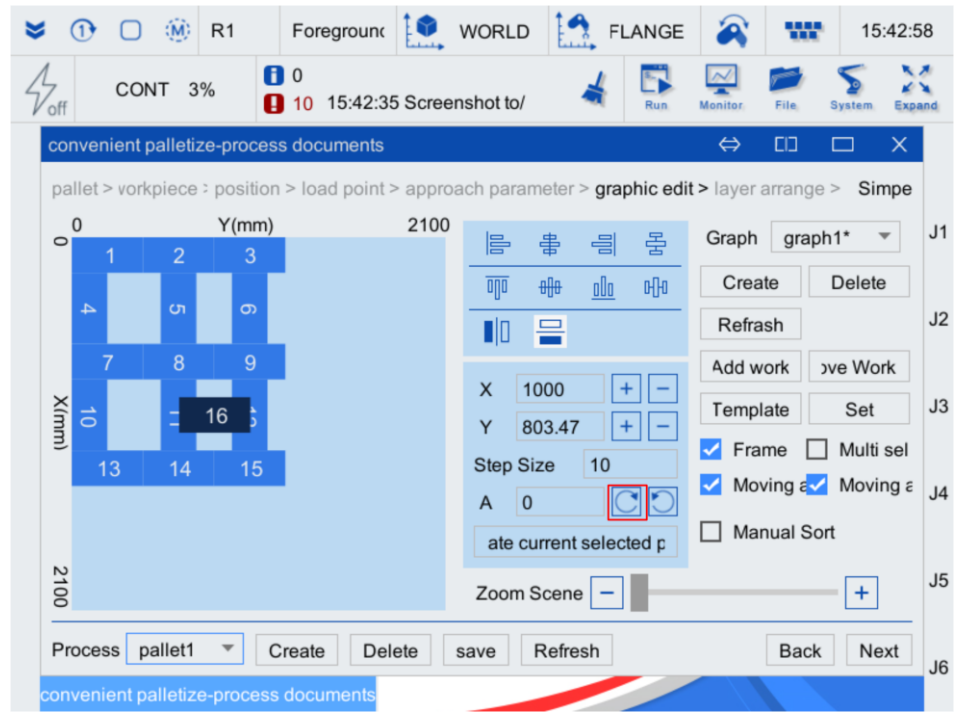 1 M R1 Foregroun WORLD FLANGE 15:42:58
off CONT 3% i 0
! 10 15:42:35 Screenshot to/ Run Monitor File System Expand
convenient palletize-process documents
pallet > workpiece : position > load point > approach parameter > graphic edit > layer arrange > Simpe
0 Y(mm) 2100
0
1 2 3
4 5 6
7 8 9
X(mm)
10 16
13 14 15
2100
Graph graph1*
Create Delete
Refrash
Add work ove Work
Template Set
Frame Multi sel
Moving a Moving a
Manual Sort
X 1000 + −
Y 803.47 + −
Step Size 10
A 0
ate current selected p
Zoom Scene − +
J1
J2
J3
J4
J5
J6
Process pallet1 Create Delete save Refresh Back Next
convenient palletize-process documents